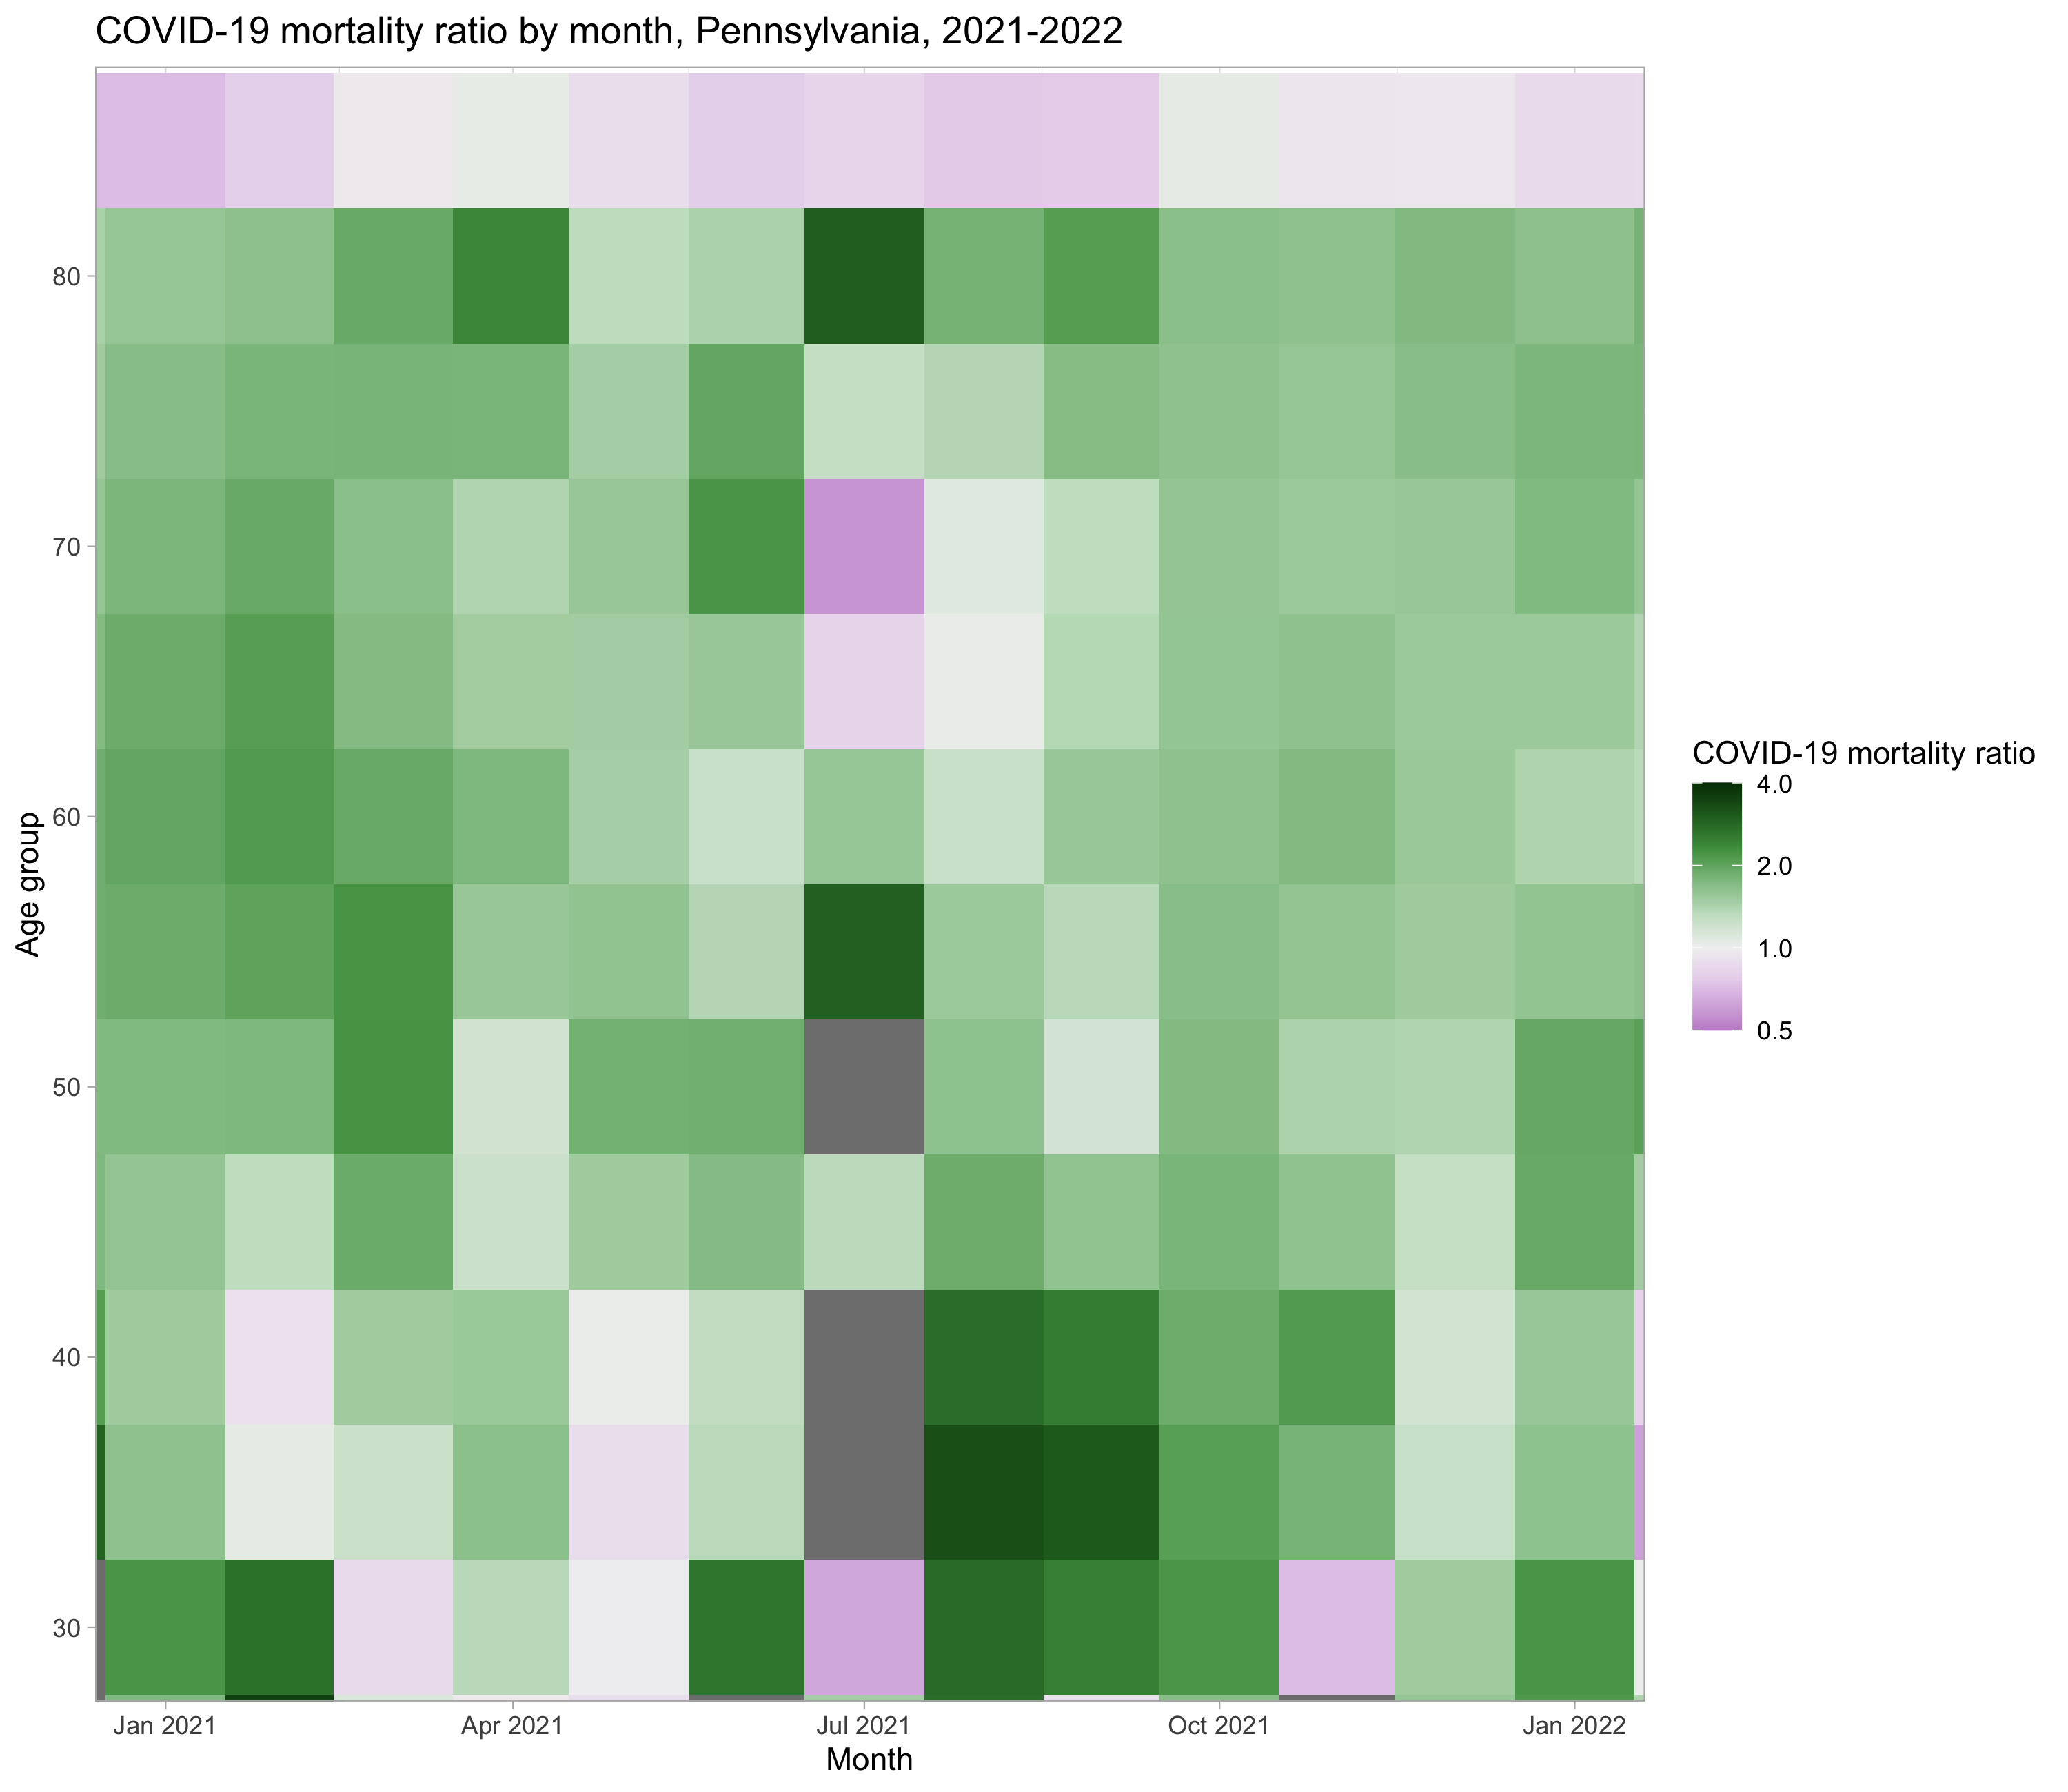 COVID-19 mortality ratio by month, Pennsylvania, 2021-2022
80
70
60
50
40
30
Age group
Jan 2021
Apr 2021
Jul 2021
Oct 2021
Jan 2022
Month
COVID-19 mortality ratio
4.0
2.0
1.0
0.5